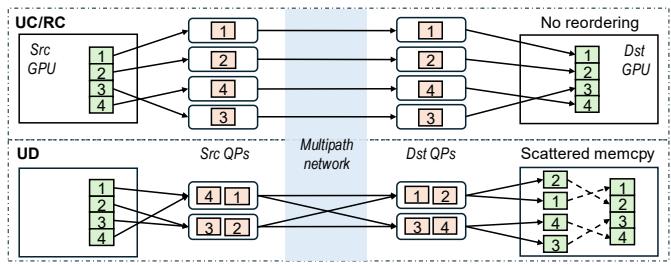 UC/RC
No reordering
Src
GPU
1
2
3
4
1
2
4
3
1
2
4
3
1
2
3
4
Dst
GPU
Multipath
network
UD
Src QPs
Dst QPs
Scattered memcpy
1
2
3
4
4 1
3 2
1 2
3 4
2
1
4
3
1
2
3
4